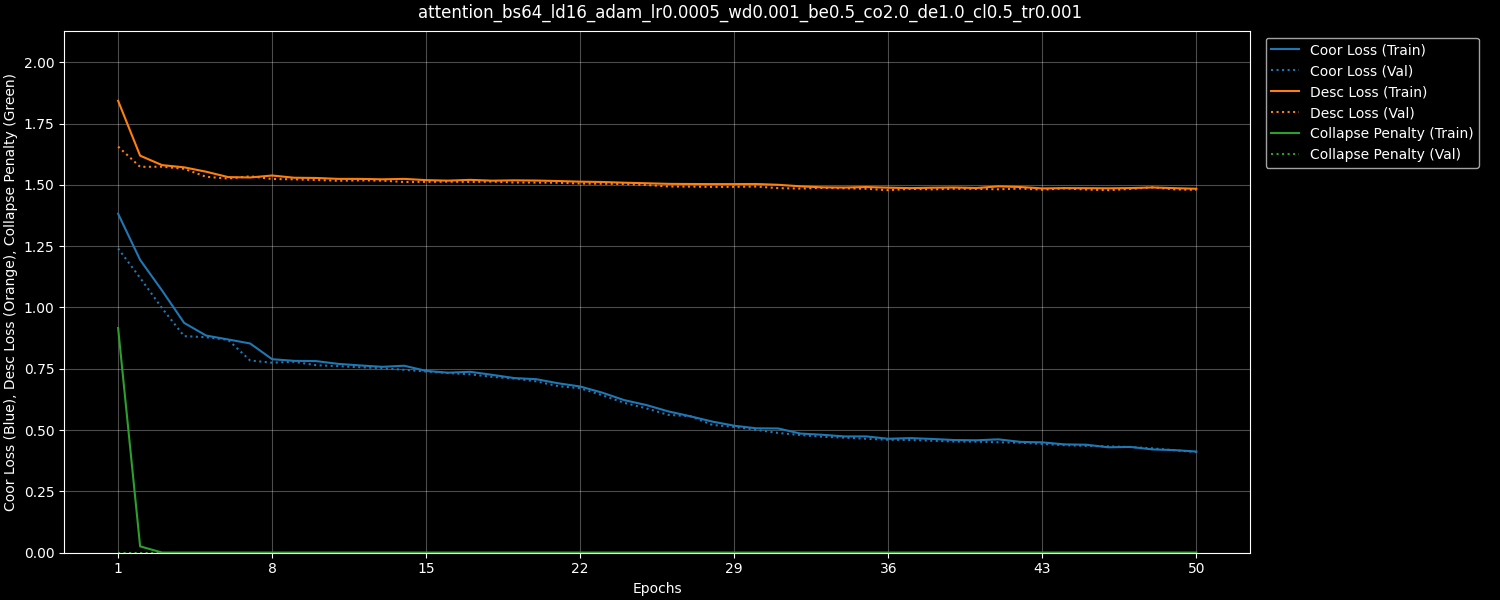 attention_bs64_ld16_adam_lr0.0005_wd0.001_be0.5_co2.0_de1.0_cl0.5_tr0.001
Coor Loss (Blue), Desc Loss (Orange), Collapse Penalty (Green)
2.00
1.75
1.50
1.25
1.00
0.75
0.50
0.25
0.00
1
8
15
22
29
36
43
50
Epochs
Coor Loss (Train)
Coor Loss (Val)
Desc Loss (Train)
Desc Loss (Val)
Collapse Penalty (Train)
Collapse Penalty (Val)